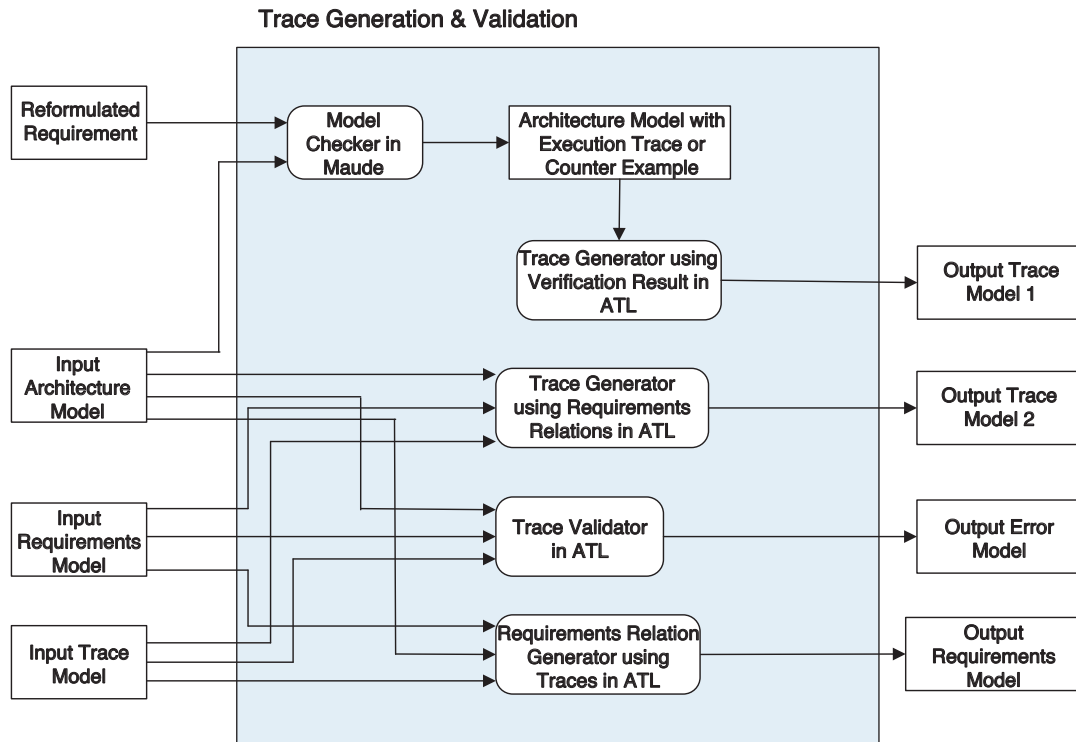 Trace Generation & Validation
Reformulated
Requirement
Model
Checker in
Maude
Architecture Model with
Execution Trace or
Counter Example
Trace Generator using
Verification Result in
ATL
Output Trace
Model 1
Input
Architecture
Model
Trace Generator
using Requirements
Relations in ATL
Output Trace
Model 2
Input
Requirements
Model
Trace Validator
in ATL
Output Error
Model
Input Trace
Model
Requirements Relation
Generator using
Traces in ATL
Output
Requirements
Model